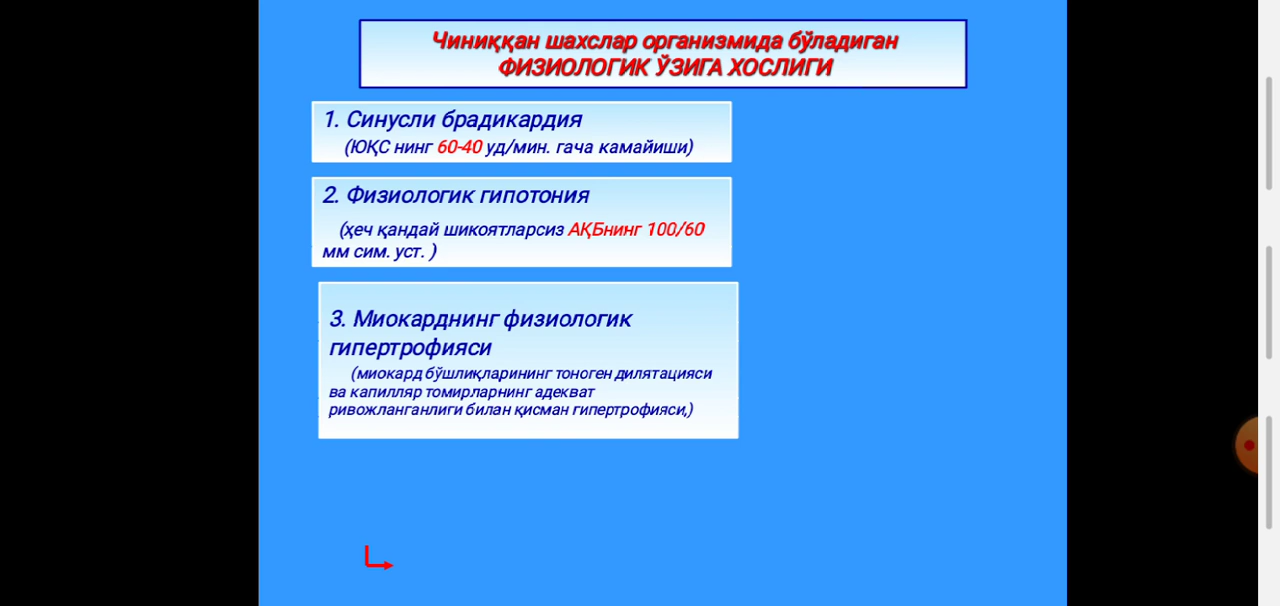 Чиниққан шахслар организмида бўладиган
ФИЗИОЛОГИК ЎЗИГА ХОСЛИГИ
1. Синусли брадикардия
(ЮҚС нинг 60-40 уд/мин. гача камайиши)
2. Физиологик гипотония
(ҳеч қандай шикоятларсиз АҚБнинг 100/60
мм сим. уст. )
3. Миокарднинг физиологик
гипертрофияси
(миокард бўшлиқларининг тоноген дилятацияси
ва капилляр томирларнинг адекват
ривожланганлиги билан қисман гипертрофияси,)